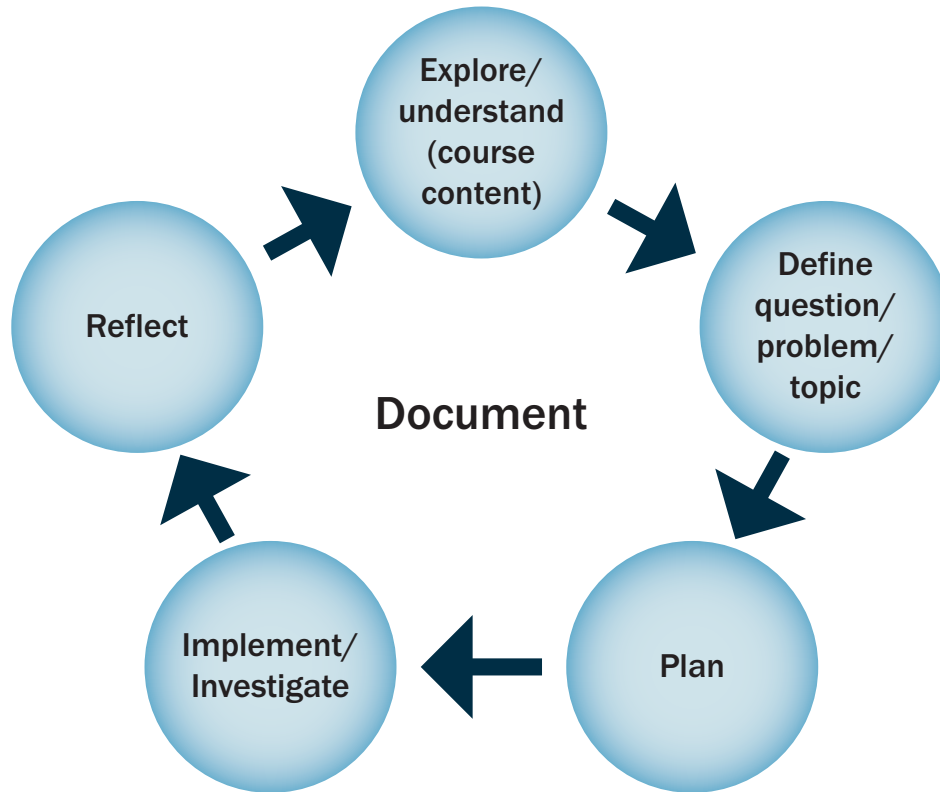 Explore/
understand
(course
content)
Define
question/
problem/
topic
Plan
Implement/
Investigate
Reflect
Document